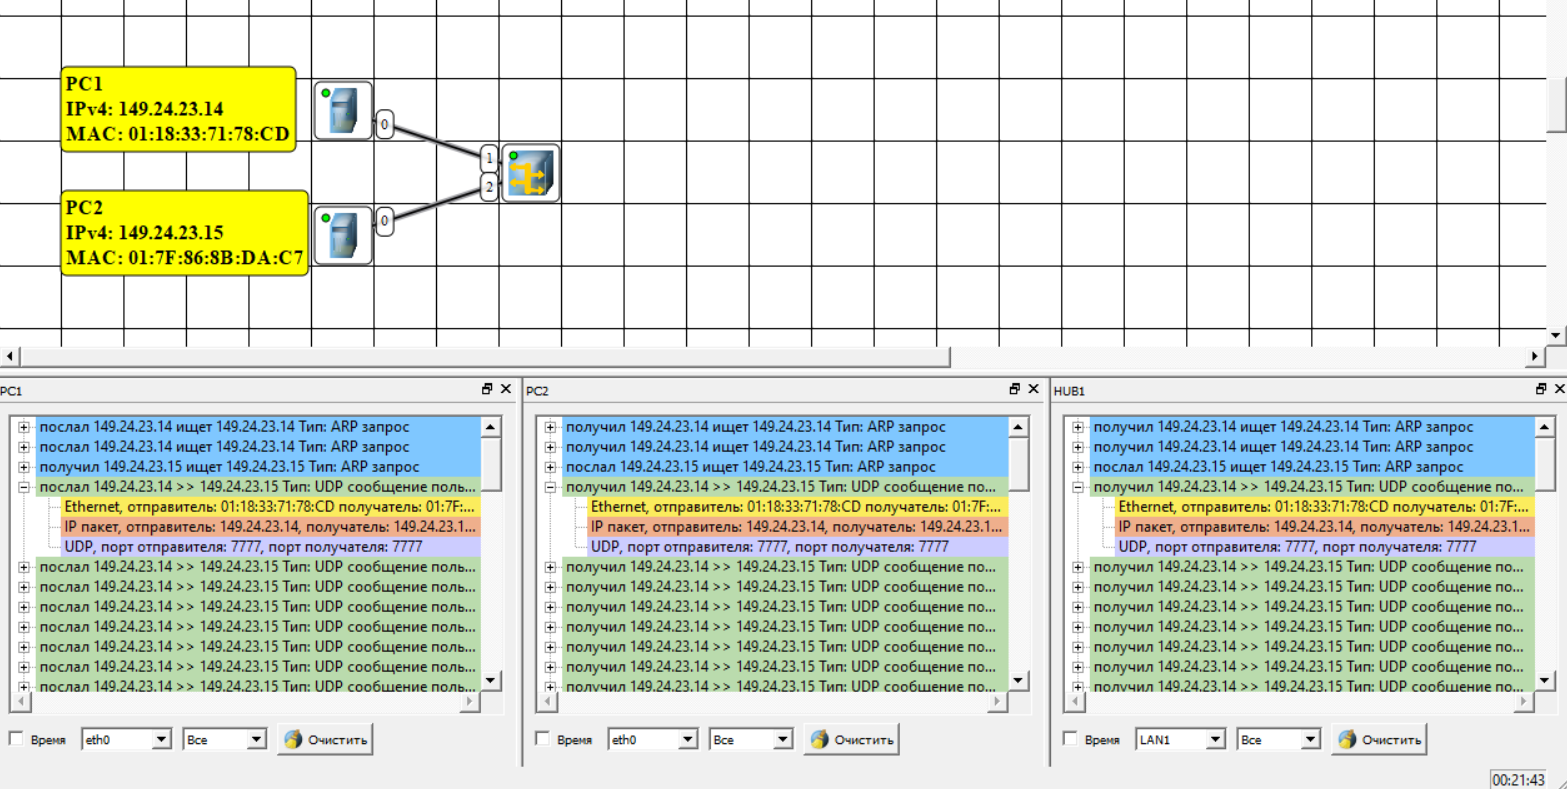 PC1
IPv4: 149.24.23.14
MAC: 01:18:33:71:78:CD
0
1
PC2
IPv4: 149.24.23.15
MAC: 01:7F:86:8B:DA:C7
0
2
PC1
послал 149.24.23.14 ищет 149.24.23.14 Тип: ARP запрос
послал 149.24.23.14 ищет 149.24.23.14 Тип: ARP запрос
получил 149.24.23.15 ищет 149.24.23.15 Тип: ARP запрос
послал 149.24.23.14 >> 149.24.23.15 Тип: UDP сообщение поль...
Ethernet, отправитель: 01:18:33:71:78:CD получатель: 01:7F:...
IP пакет, отправитель: 149.24.23.14, получатель: 149.24.23.1...
UDP, порт отправителя: 7777, порт получателя: 7777
послал 149.24.23.14 >> 149.24.23.15 Тип: UDP сообщение поль...
послал 149.24.23.14 >> 149.24.23.15 Тип: UDP сообщение поль...
послал 149.24.23.14 >> 149.24.23.15 Тип: UDP сообщение поль...
послал 149.24.23.14 >> 149.24.23.15 Тип: UDP сообщение поль...
послал 149.24.23.14 >> 149.24.23.15 Тип: UDP сообщение поль...
послал 149.24.23.14 >> 149.24.23.15 Тип: UDP сообщение поль...
послал 149.24.23.14 >> 149.24.23.15 Тип: UDP сообщение поль...
Время eth0 Все Очистить
PC2
получил 149.24.23.14 ищет 149.24.23.14 Тип: ARP запрос
получил 149.24.23.14 ищет 149.24.23.14 Тип: ARP запрос
послал 149.24.23.15 ищет 149.24.23.15 Тип: ARP запрос
получил 149.24.23.14 >> 149.24.23.15 Тип: UDP сообщение по...
Ethernet, отправитель: 01:18:33:71:78:CD получатель: 01:7F:...
IP пакет, отправитель: 149.24.23.14, получатель: 149.24.23.1...
UDP, порт отправителя: 7777, порт получателя: 7777
получил 149.24.23.14 >> 149.24.23.15 Тип: UDP сообщение по...
получил 149.24.23.14 >> 149.24.23.15 Тип: UDP сообщение по...
получил 149.24.23.14 >> 149.24.23.15 Тип: UDP сообщение по...
получил 149.24.23.14 >> 149.24.23.15 Тип: UDP сообщение по...
получил 149.24.23.14 >> 149.24.23.15 Тип: UDP сообщение по...
получил 149.24.23.14 >> 149.24.23.15 Тип: UDP сообщение по...
получил 149.24.23.14 >> 149.24.23.15 Тип: UDP сообщение по...
Время eth0 Все Очистить
HUB1
получил 149.24.23.14 ищет 149.24.23.14 Тип: ARP запрос
получил 149.24.23.14 ищет 149.24.23.14 Тип: ARP запрос
послал 149.24.23.15 ищет 149.24.23.15 Тип: ARP запрос
получил 149.24.23.14 >> 149.24.23.15 Тип: UDP сообщение по...
Ethernet, отправитель: 01:18:33:71:78:CD получатель: 01:7F:...
IP пакет, отправитель: 149.24.23.14, получатель: 149.24.23.1...
UDP, порт отправителя: 7777, порт получателя: 7777
получил 149.24.23.14 >> 149.24.23.15 Тип: UDP сообщение по...
получил 149.24.23.14 >> 149.24.23.15 Тип: UDP сообщение по...
получил 149.24.23.14 >> 149.24.23.15 Тип: UDP сообщение по...
получил 149.24.23.14 >> 149.24.23.15 Тип: UDP сообщение по...
получил 149.24.23.14 >> 149.24.23.15 Тип: UDP сообщение по...
получил 149.24.23.14 >> 149.24.23.15 Тип: UDP сообщение по...
получил 149.24.23.14 >> 149.24.23.15 Тип: UDP сообщение по...
Время LAN1 Все Очистить
00:21:43